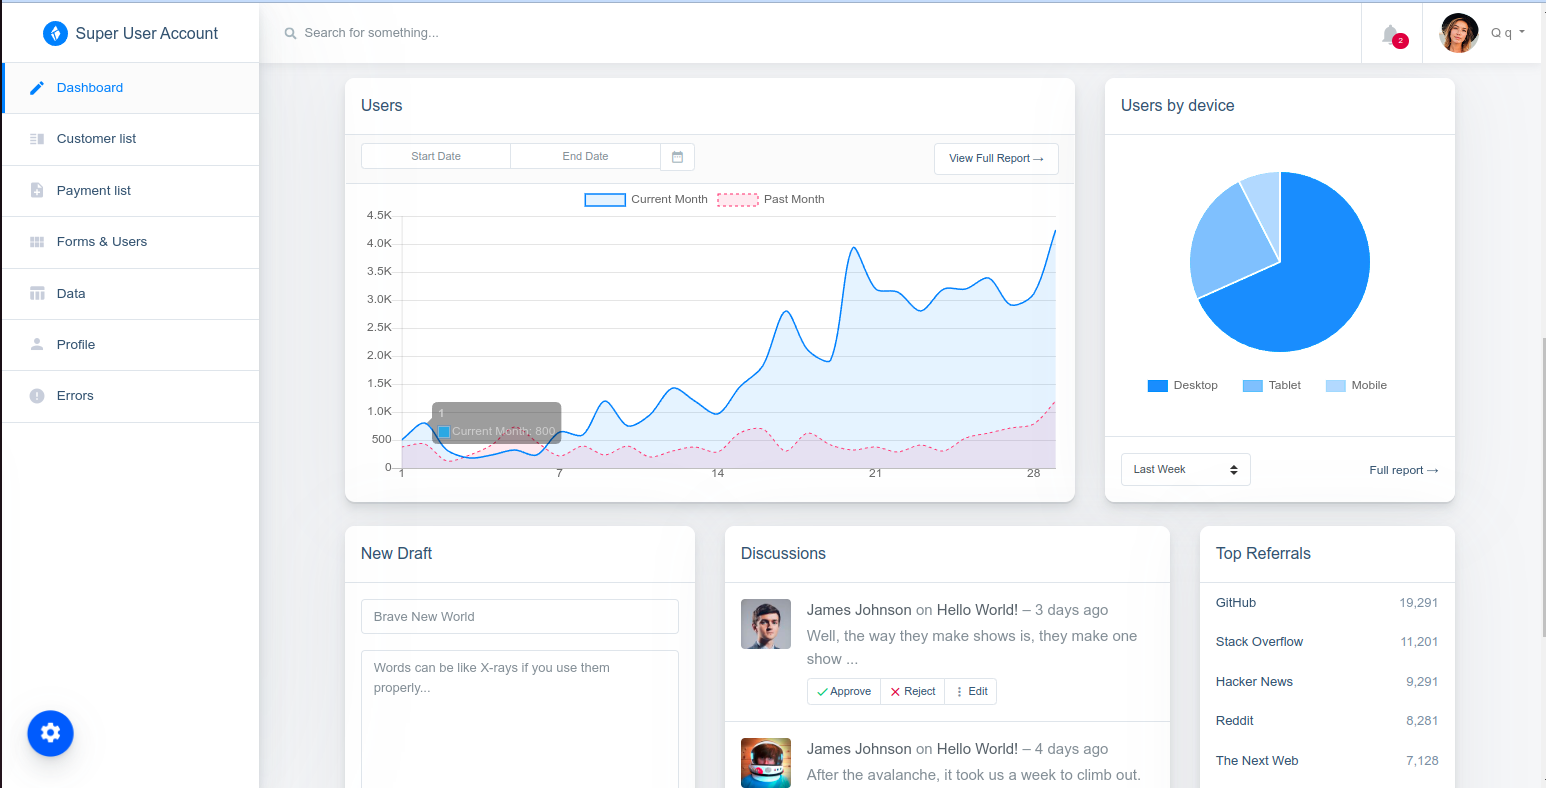 Super User Account
Search for something...
2
Q q
Dashboard
Customer list
Payment list
Forms & Users
Data
Profile
Errors
Users
Start Date
End Date
View Full Report →
Current Month
Past Month
4.5K
4.0K
3.5K
3.0K
2.5K
2.0K
1.5K
1.0K
500
0
1
Current Month: 800
1
7
14
21
28
Users by device
Desktop
Tablet
Mobile
Last Week
Full report →
New Draft
Brave New World
Words can be like X-rays if you use them
properly...
Discussions
James Johnson on Hello World! – 3 days ago
Well, the way they make shows is, they make one
show ...
Approve
Reject
Edit
James Johnson on Hello World! – 4 days ago
After the avalanche, it took us a week to climb out.
Top Referrals
GitHub 19,291
Stack Overflow 11,201
Hacker News 9,291
Reddit 8,281
The Next Web 7,128